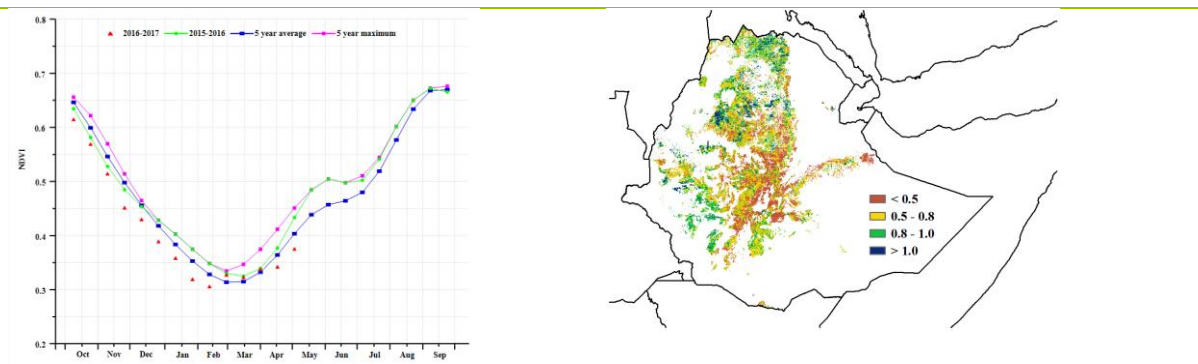 0.8
2016-2017 2015-2016 5 year average 5 year maximum
0.7
0.6
NDVI
0.5
0.4
0.3
0.2
Oct Nov Dec Jan Feb Mar Apr May Jun Jul Aug Sep
< 0.5
0.5 - 0.8
0.8 - 1.0
> 1.0